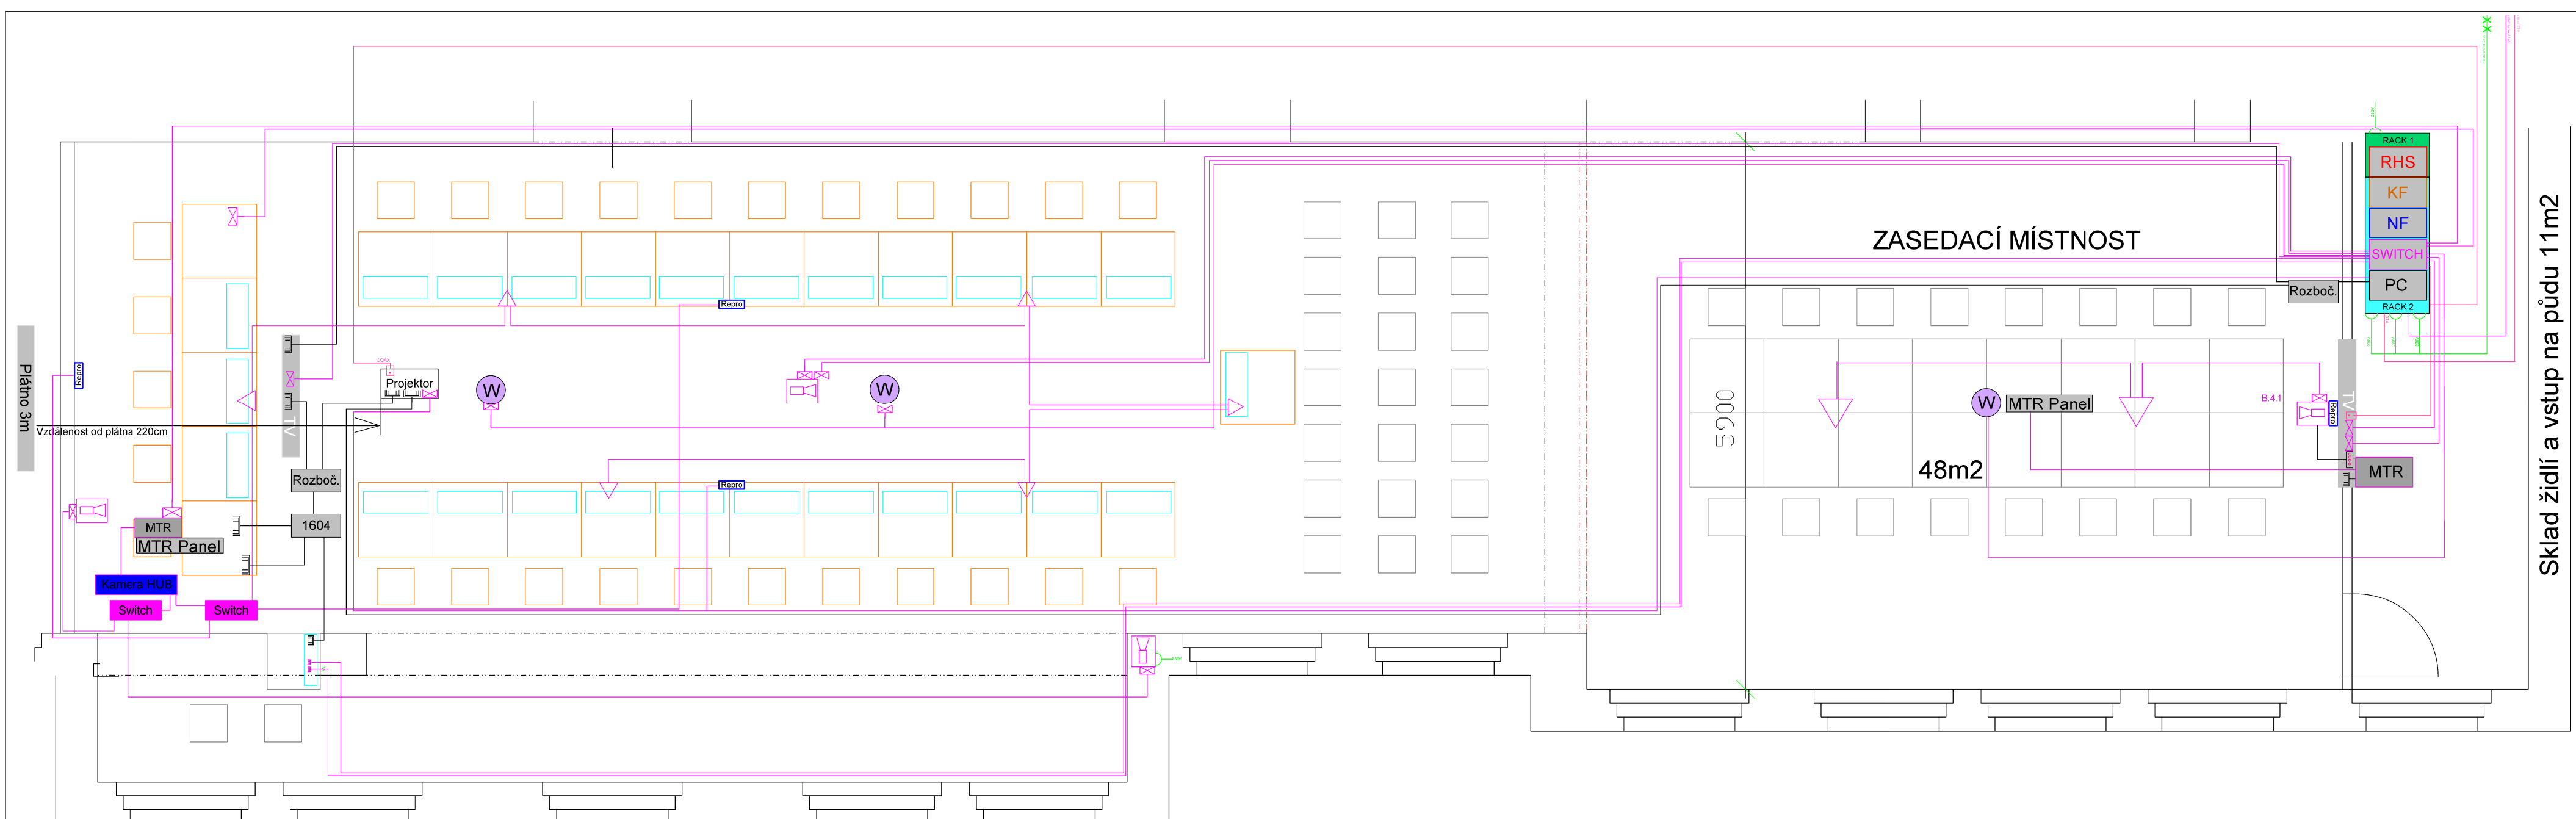 RACK 1
RHS
KF
NF
SWITCH
PC
RACK 2
ZASEDACÍ MÍSTNOST
Rozboč.
Sklad židlí a vstup na půdu 11m2
Repro
Plátno 3m
Repro
TV
Projektor
W
W
W
MTR Panel
B.4.1
Repro
TV
5900
Vzdálenost od plátna 220cm
48m2
MTR
Rozboč.
Repro
1604
MTR
MTR Panel
Kamera HUB
Switch
Switch